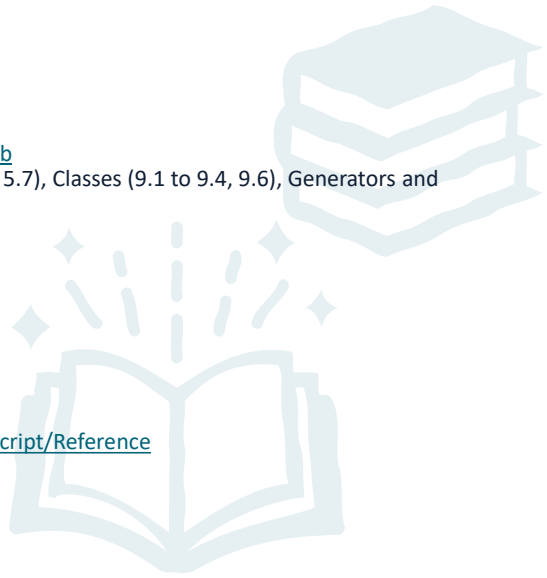 b
5.7), Classes (9.1 to 9.4, 9.6), Generators and
cript/Reference